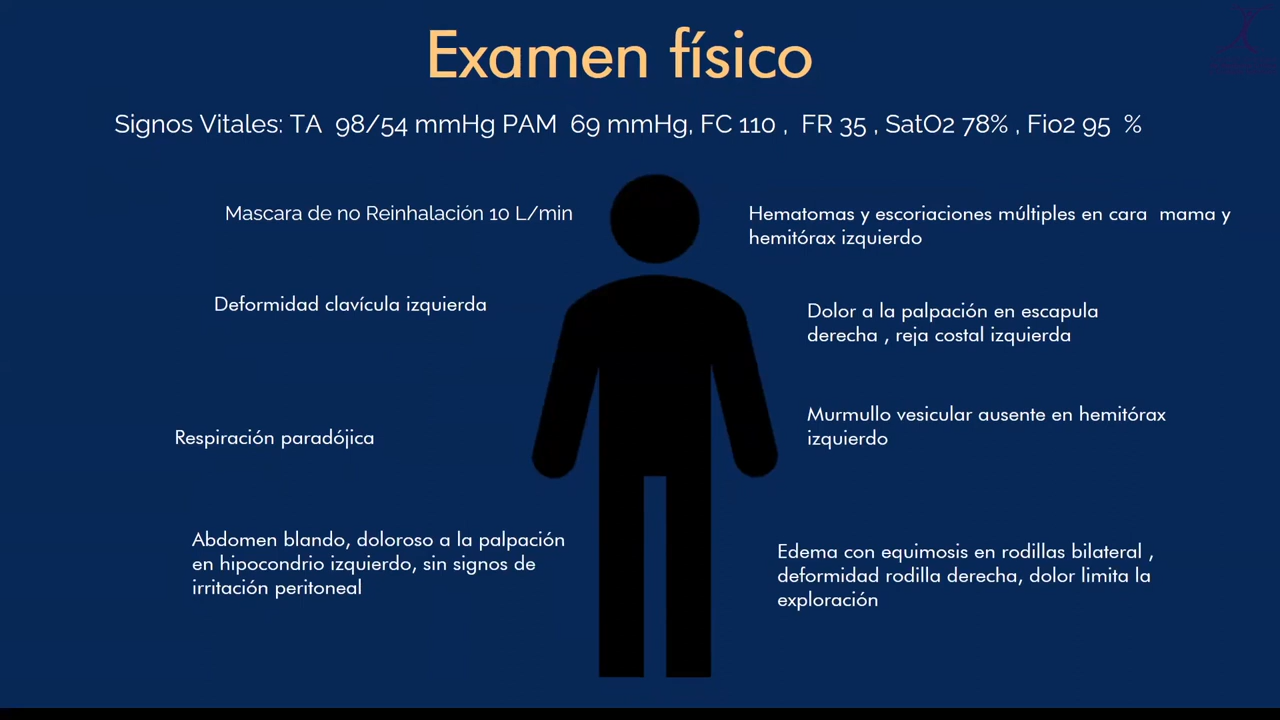 Examen físico
Signos Vitales: TA 98/54 mmHg PAM 69 mmHg, FC 110 , FR 35 , SatO2 78% , Fio2 95 %
Mascara de no Reinhalación 10 L/min
Hematomas y escoriaciones múltiples en cara mama y
hemitórax izquierdo
Deformidad clavícula izquierda
Dolor a la palpación en escapula
derecha , reja costal izquierda
Respiración paradójica
Murmullo vesicular ausente en hemitórax
izquierdo
Abdomen blando, doloroso a la palpación
en hipocondrio izquierdo, sin signos de
irritación peritoneal
Edema con equimosis en rodillas bilateral ,
deformidad rodilla derecha, dolor limita la
exploración